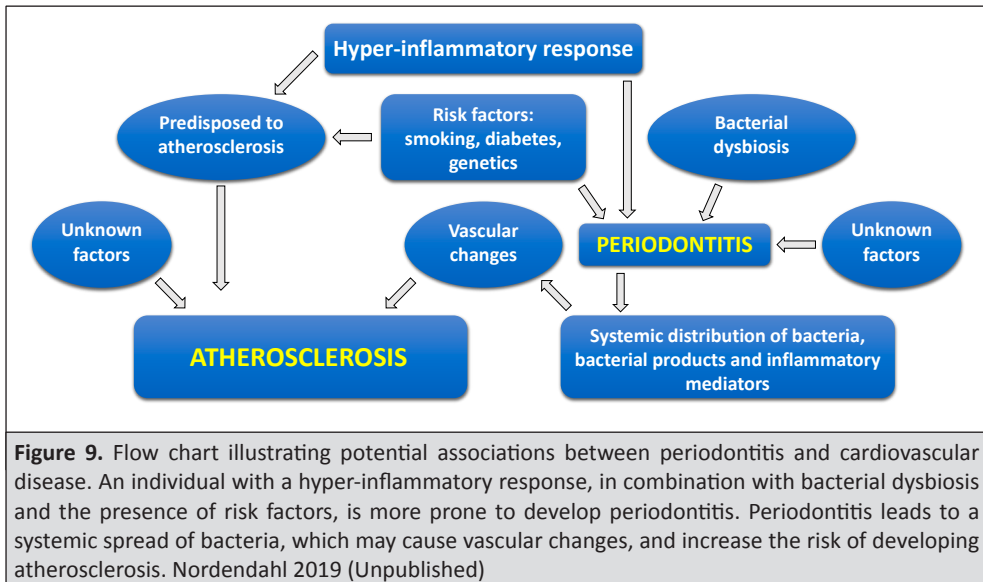 Hyper-inflammatory response
Predisposed to
atherosclerosis
Risk factors:
smoking, diabetes,
genetics
Bacterial
dysbiosis
Unknown
factors
Vascular
changes
PERIODONTITIS
Unknown
factors
ATHEROSCLEROSIS
Systemic distribution of bacteria,
bacterial products and inflammatory
mediators
Figure 9. Flow chart illustrating potential associations between periodontitis and cardiovascular
disease. An individual with a hyper-inflammatory response, in combination with bacterial dysbiosis
and the presence of risk factors, is more prone to develop periodontitis. Periodontitis leads to a
systemic spread of bacteria, which may cause vascular changes, and increase the risk of developing
atherosclerosis. Nordendahl 2019 (Unpublished)